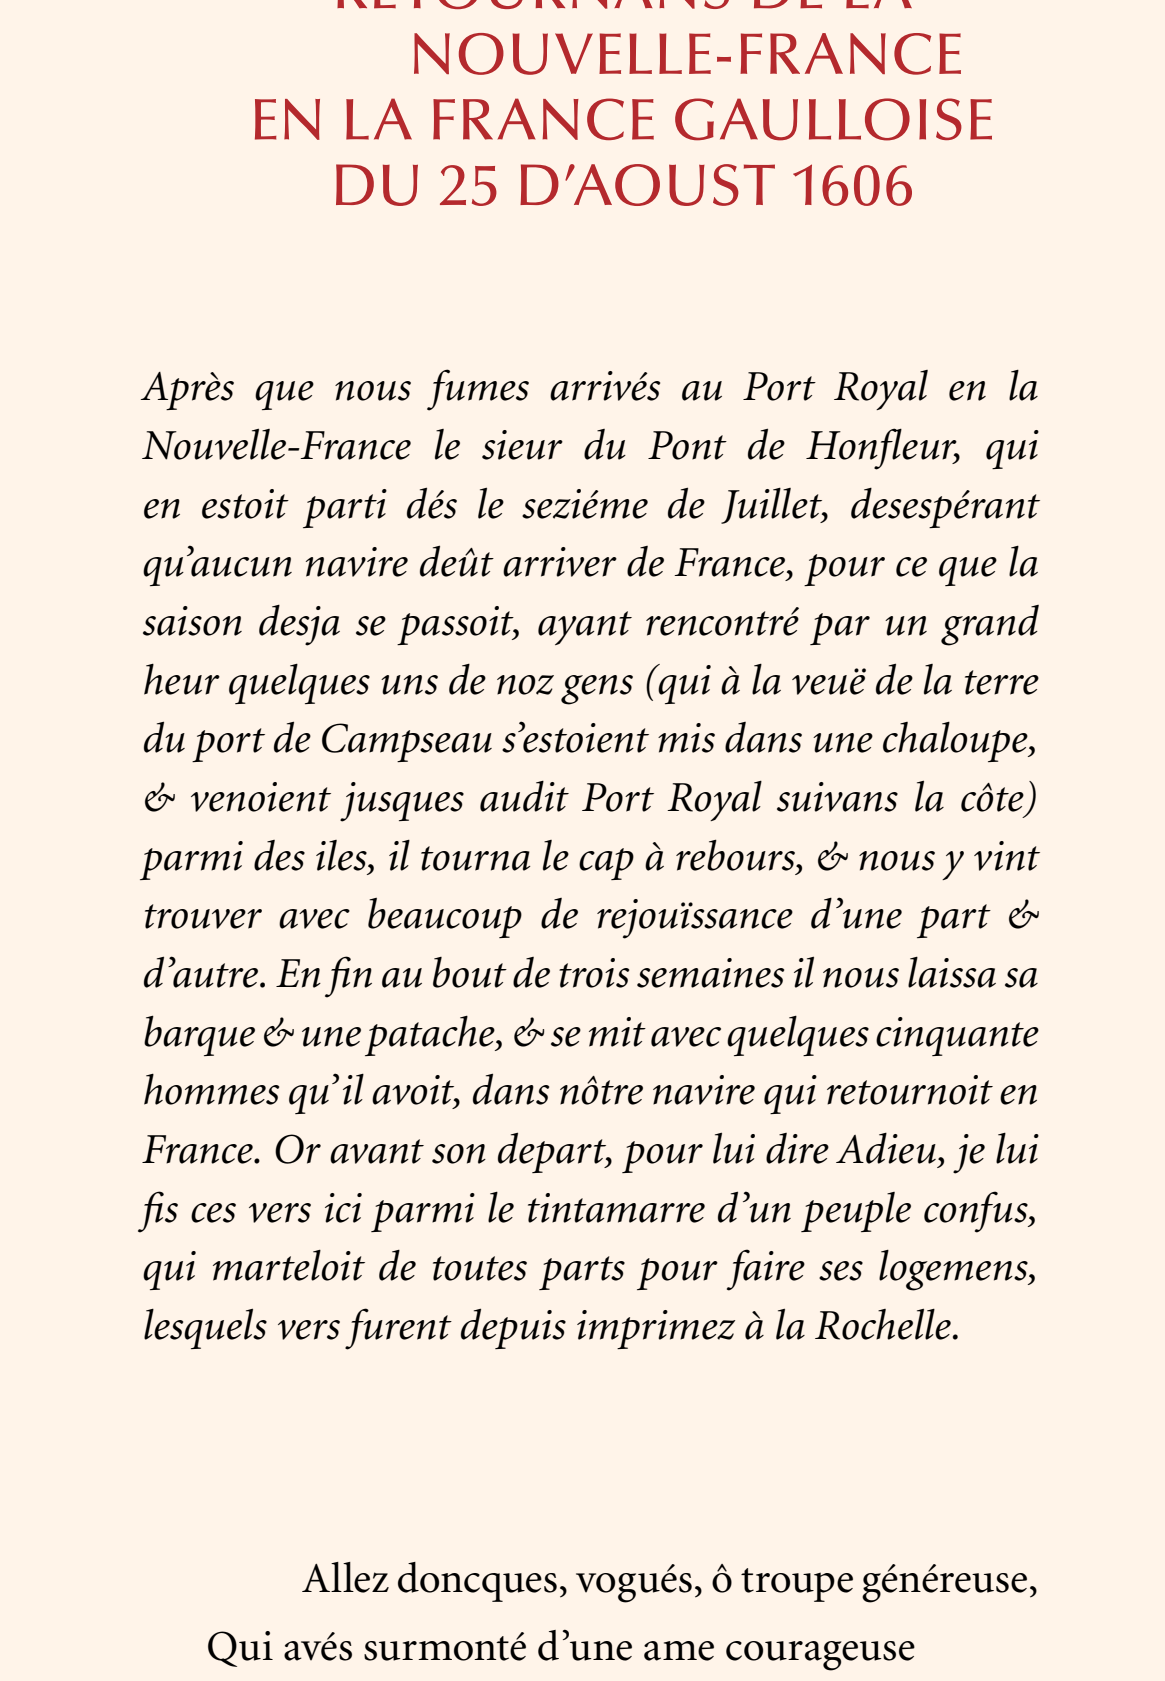 RETOURNANS DE LA
NOUVELLE-FRANCE
EN LA FRANCE GAULLOISE
DU 25 D’AOUST 1606
Après que nous fumes arrivés au Port Royal en la
Nouvelle-France le sieur du Pont de Honfleur, qui
en estoit parti dés le seziéme de Juillet, desespérant
qu’aucun navire deût arriver de France, pour ce que la
saison desja se passoit, ayant rencontré par un grand
heur quelques uns de noz gens (qui à la veuë de la terre
du port de Campseau s’estoient mis dans une chaloupe,
& venoient jusques audit Port Royal suivans la côte)
parmi des iles, il tourna le cap à rebours, & nous y vint
trouver avec beaucoup de rejouïssance d’une part &
d’autre. En fin au bout de trois semaines il nous laissa sa
barque & une patache, & se mit avec quelques cinquante
hommes qu’il avoit, dans nôtre navire qui retournoit en
France. Or avant son depart, pour lui dire Adieu, je lui
fis ces vers ici parmi le tintamarre d’un peuple confus,
qui marteloit de toutes parts pour faire ses logemens,
lesquels vers furent depuis imprimez à la Rochelle.
Allez doncques, vogués, ô troupe généreuse,
Qui avés surmonté d’une ame courageuse